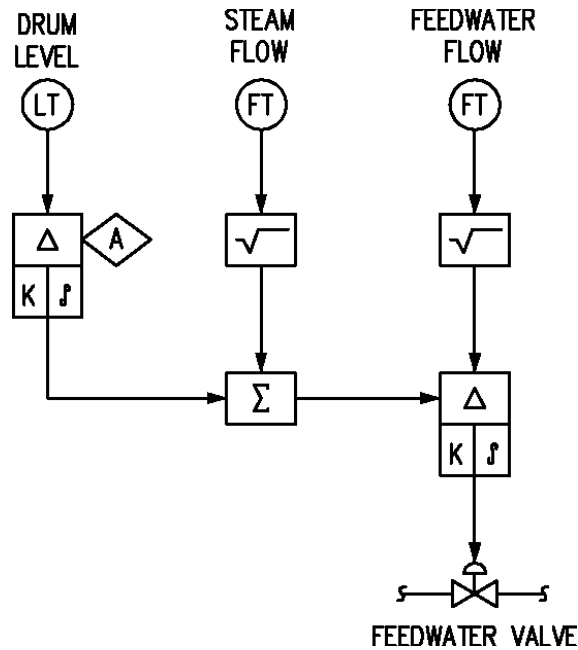 DRUM
LEVEL
STEAM
FLOW
FEEDWATER
FLOW
LT
FT
FT
Δ
A
√
√
K ∫
Σ
Δ
K ∫
FEEDWATER VALVE